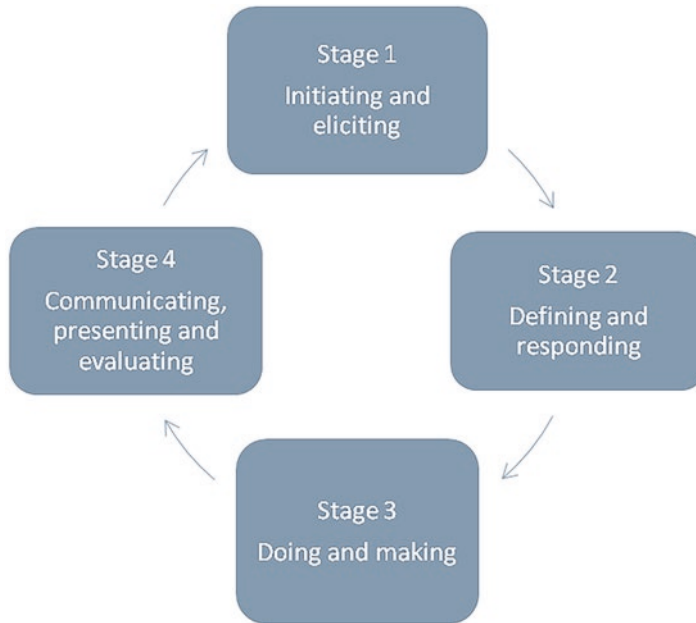 Stage 1
Initiating and
eliciting
Stage 2
Defining and
responding
Stage 3
Doing and making
Stage 4
Communicating,
presenting and
evaluating